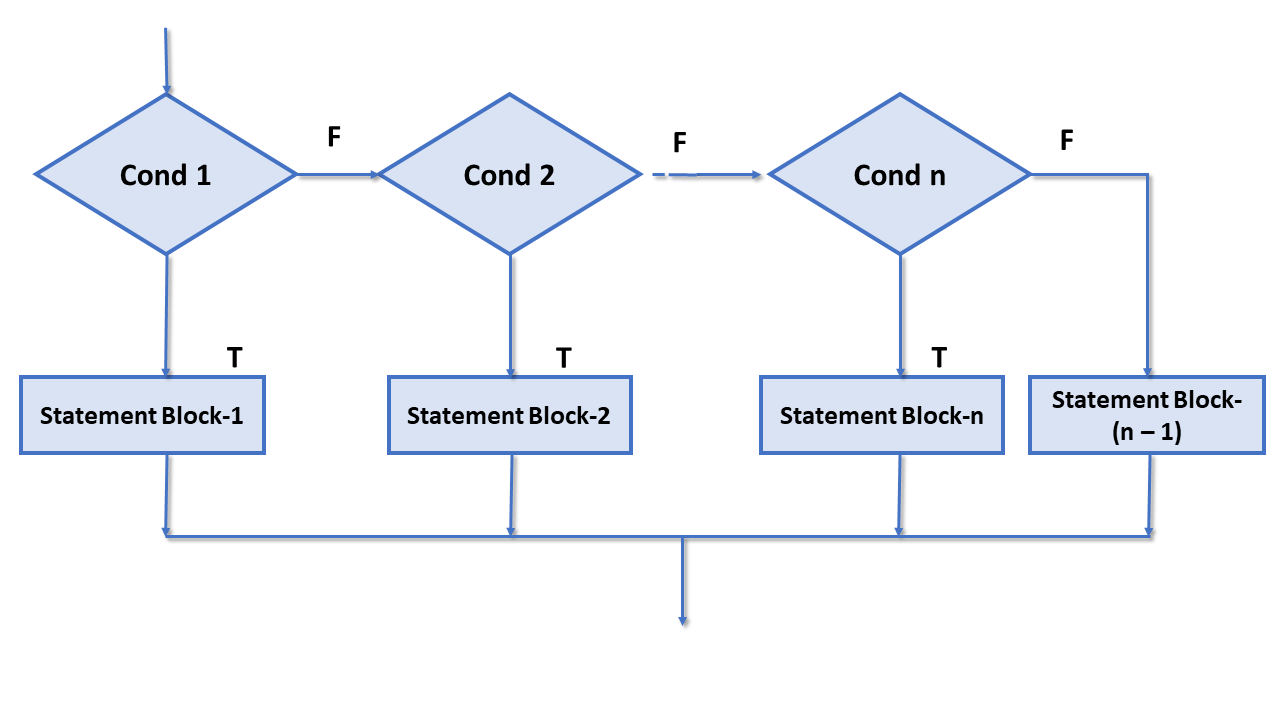 F
F
F
Cond 1
Cond 2
Cond n
T
T
T
Statement Block-1
Statement Block-2
Statement Block-n
Statement Block-
(n – 1)